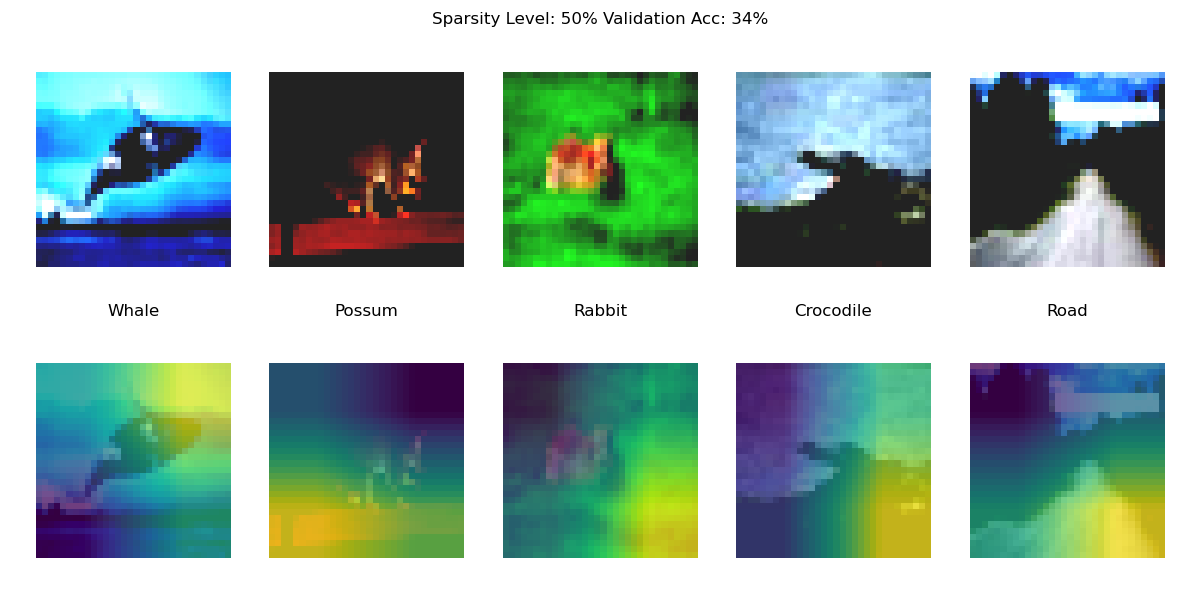 Sparsity Level: 50% Validation Acc: 34%
Whale
Possum
Rabbit
Crocodile
Road